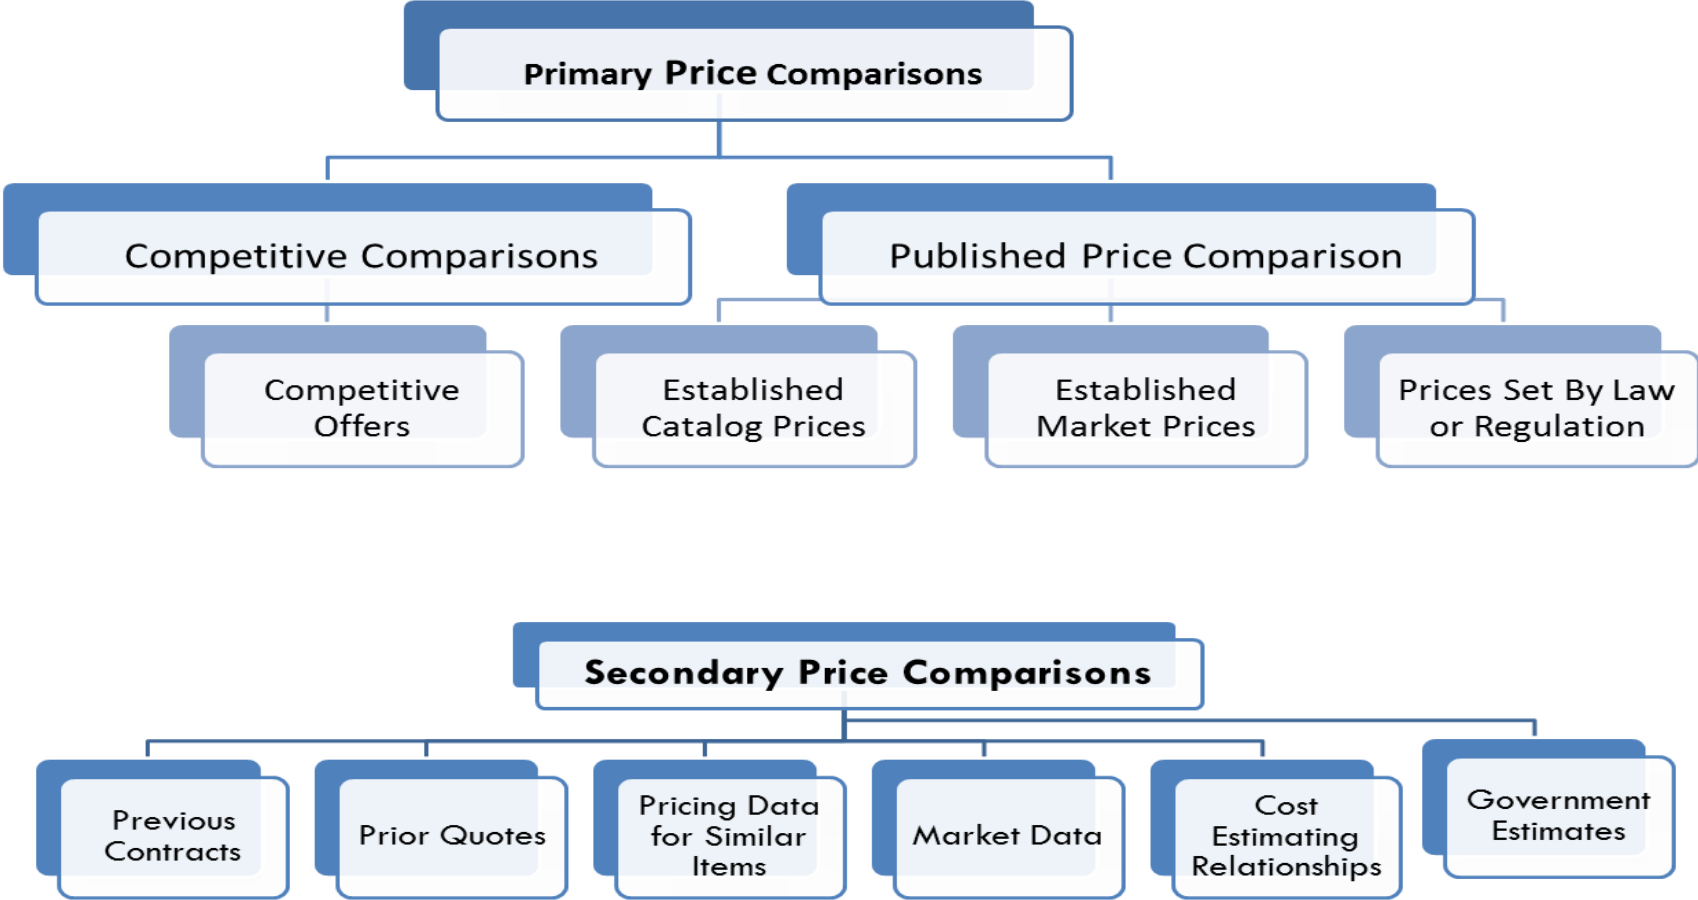 Primary Price Comparisons
Competitive Comparisons
Published Price Comparison
Competitive
Offers
Established
Catalog Prices
Established
Market Prices
Prices Set By Law
or Regulation
Secondary Price Comparisons
Previous
Contracts
Prior Quotes
Pricing Data
for Similar
Items
Market Data
Cost
Estimating
Relationships
Government
Estimates